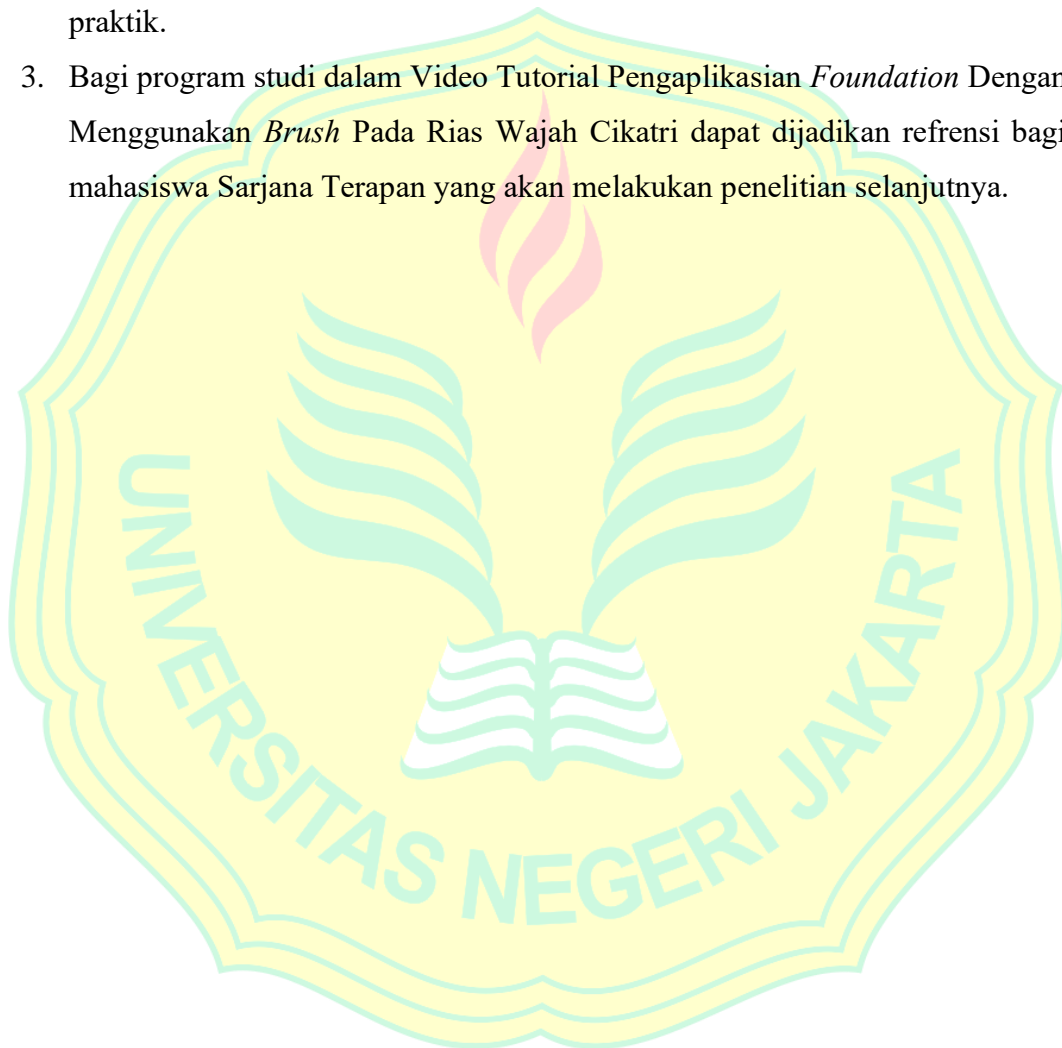 praktik.
3. Bagi program studi dalam Video Tutorial Pengaplikasian Foundation Dengan
Menggunakan Brush Pada Rias Wajah Cikatri dapat dijadikan refrensi bagi
mahasiswa Sarjana Terapan yang akan melakukan penelitian selanjutnya.
UNIVERSITAS NEGERI JAKARTA